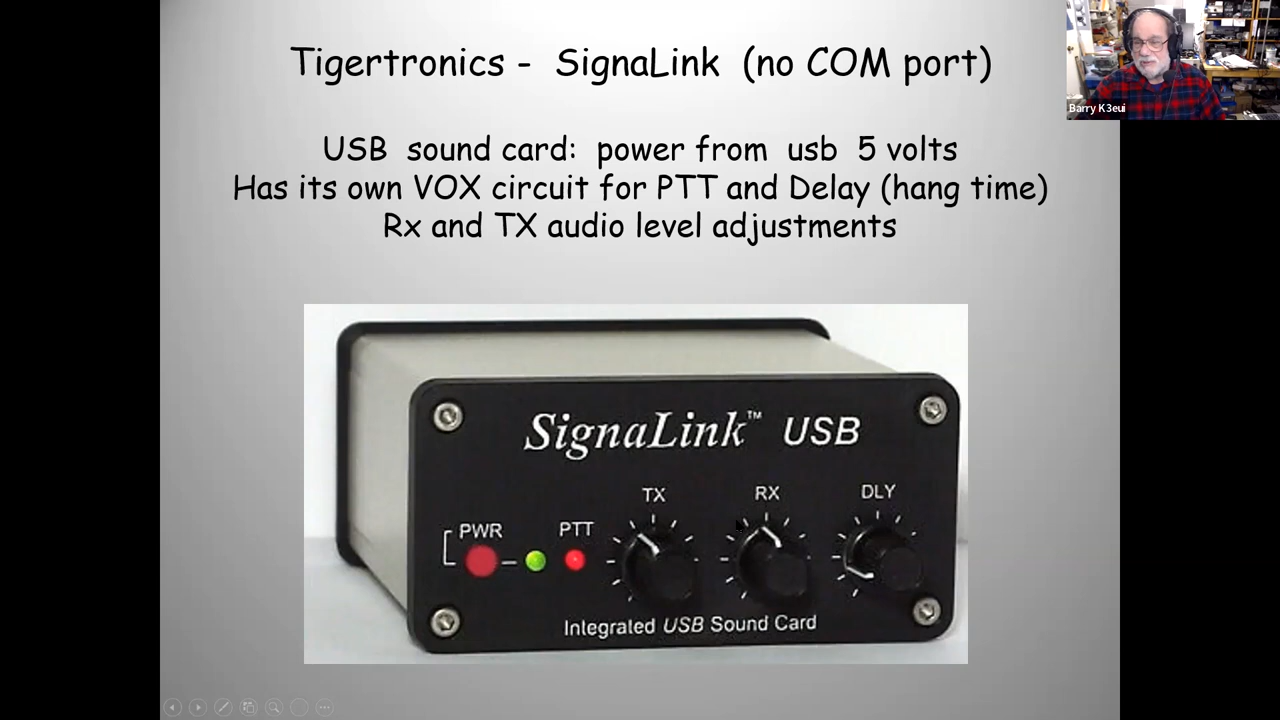 Tigertronics - SignaLink (no COM port)
Barry K3eui
USB sound card: power from usb 5 volts
Has its own VOX circuit for PTT and Delay (hang time)
Rx and TX audio level adjustments
SignaLink™ USB
TX RX DLY
PWR PTT
Integrated USB Sound Card